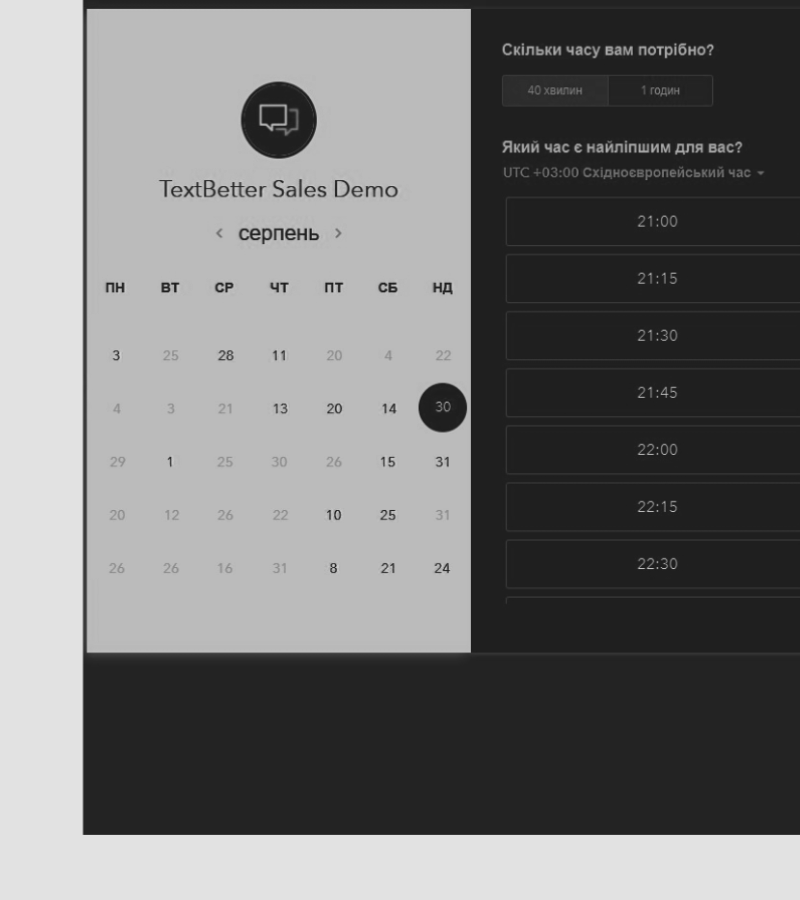 TextBetter Sales Demo
< серпень >
ПН ВТ СР ЧТ ПТ СБ НД
3 25 28 11 20 4 22
4 3 21 13 20 14 30
29 1 25 30 26 15 31
20 12 26 22 10 25 31
26 26 16 31 8 21 24
Скільки часу вам потрібно?
40 хвилин 1 годин
Який час є найліпшим для вас?
UTC +03:00 Східноєвропейський час
21:00
21:15
21:30
21:45
22:00
22:15
22:30